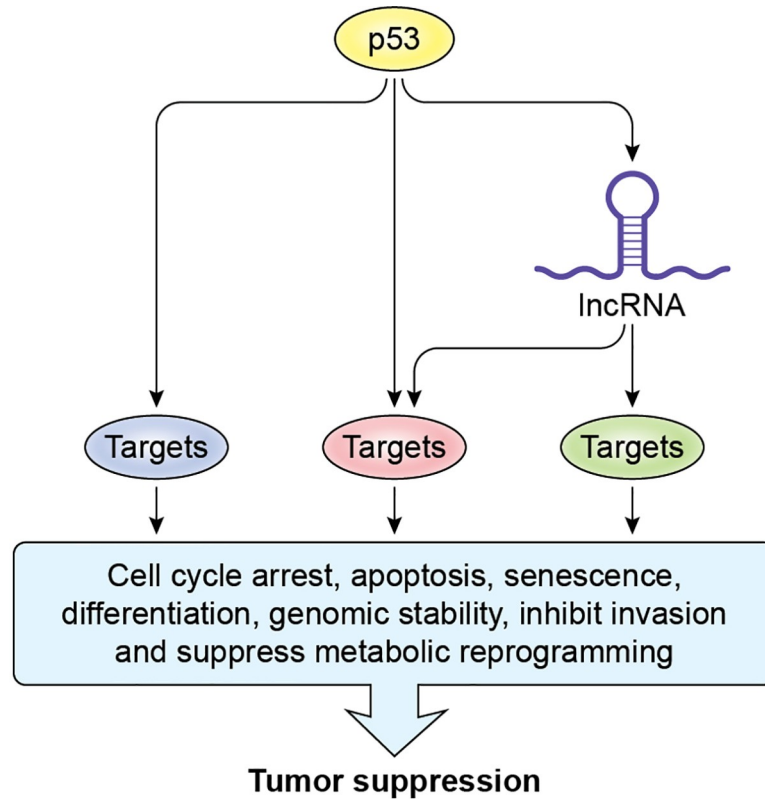 p53
lncRNA
Targets
Targets
Targets
Cell cycle arrest, apoptosis, senescence,
differentiation, genomic stability, inhibit invasion
and suppress metabolic reprogramming
Tumor suppression